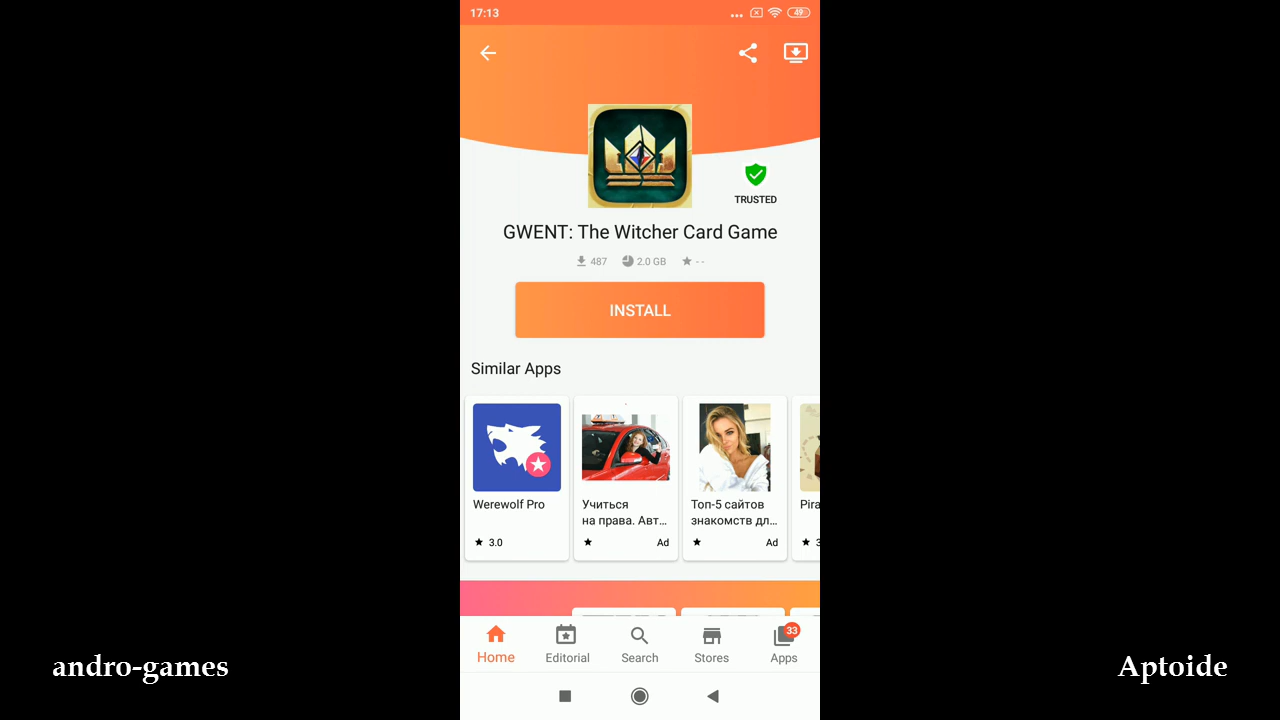 17:13
49
TRUSTED
GWENT: The Witcher Card Game
487 2.0 GB --
INSTALL
Similar Apps
Werewolf Pro
3.0
Учиться
на права. Авт...
Ad
Топ-5 сайтов
знакомств дл...
Ad
Pira
3
Home
Editorial
Search
Stores
33
Apps
andro-games
Aptoide